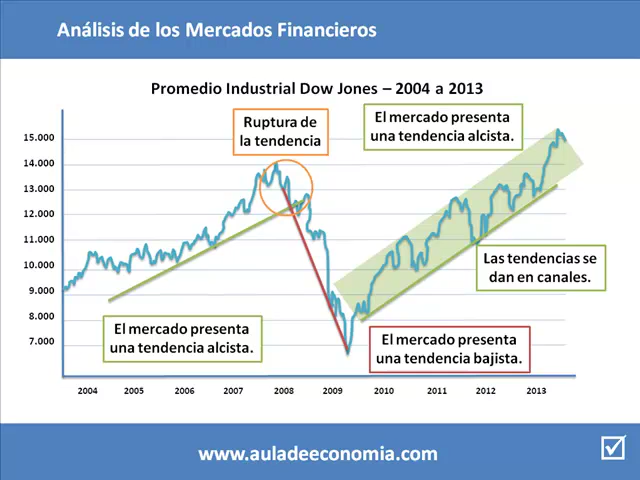 Análisis de los Mercados Financieros
Promedio Industrial Dow Jones – 2004 a 2013
El mercado presenta
una tendencia alcista.
Ruptura de
la tendencia
15.000
14.000
13.000
12.000
11.000
10.000
9.000
8.000
7.000
Las tendencias se
dan en canales.
El mercado presenta
una tendencia alcista.
El mercado presenta
una tendencia bajista.
2004 2005 2006 2007 2008 2009 2010 2011 2012 2013
www.auladeeconomia.com